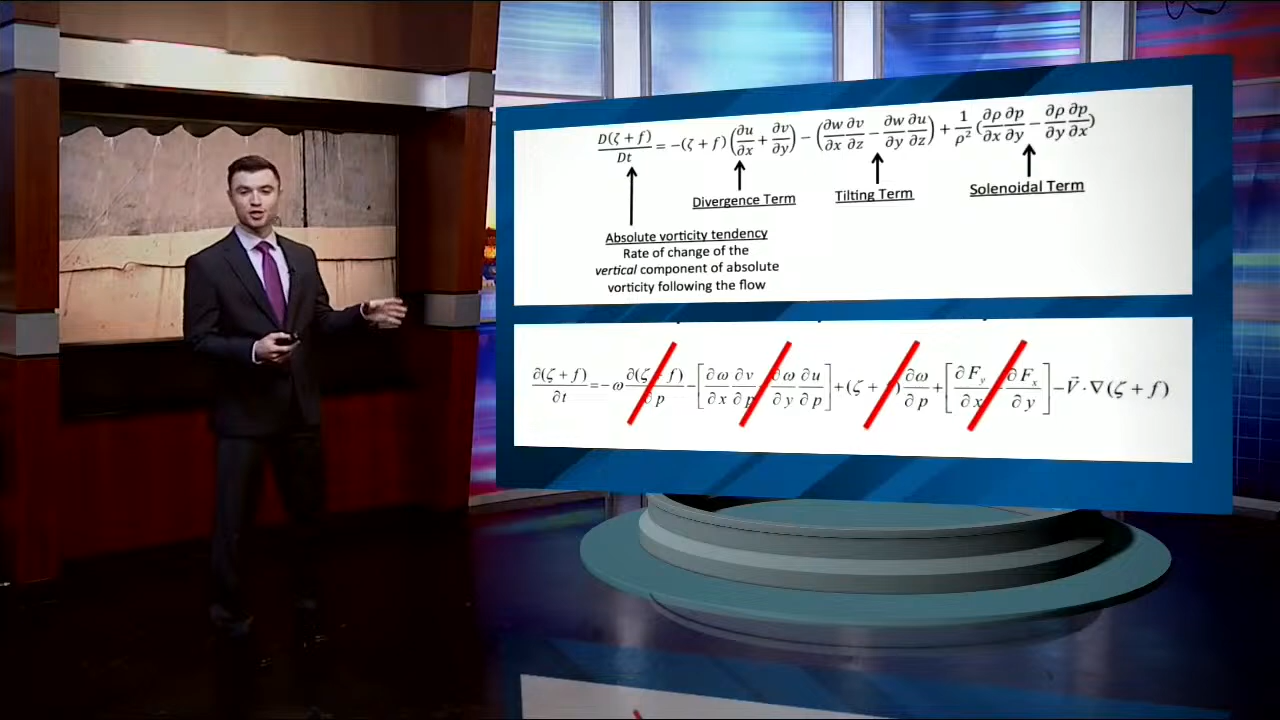 D(ζ + f)/Dt = −(ζ + f)(∂u/∂x + ∂v/∂y) − (∂w/∂x ∂v/∂z − ∂w/∂y ∂u/∂z) + 1/ρ² (∂ρ/∂x ∂p/∂y − ∂ρ/∂y ∂p/∂x)
Divergence Term
Tilting Term
Solenoidal Term
Absolute vorticity tendency
Rate of change of the
vertical component of absolute
vorticity following the flow
∂(ζ + f)/∂t = −ω ∂(ζ + f)/∂p − [∂ω/∂x ∂v/∂p ∂ω/∂y ∂u/∂p] + (ζ + ∂ω/∂p + [∂F_y/∂x ∂F_x/∂y] − V⃗ · ∇(ζ + f)